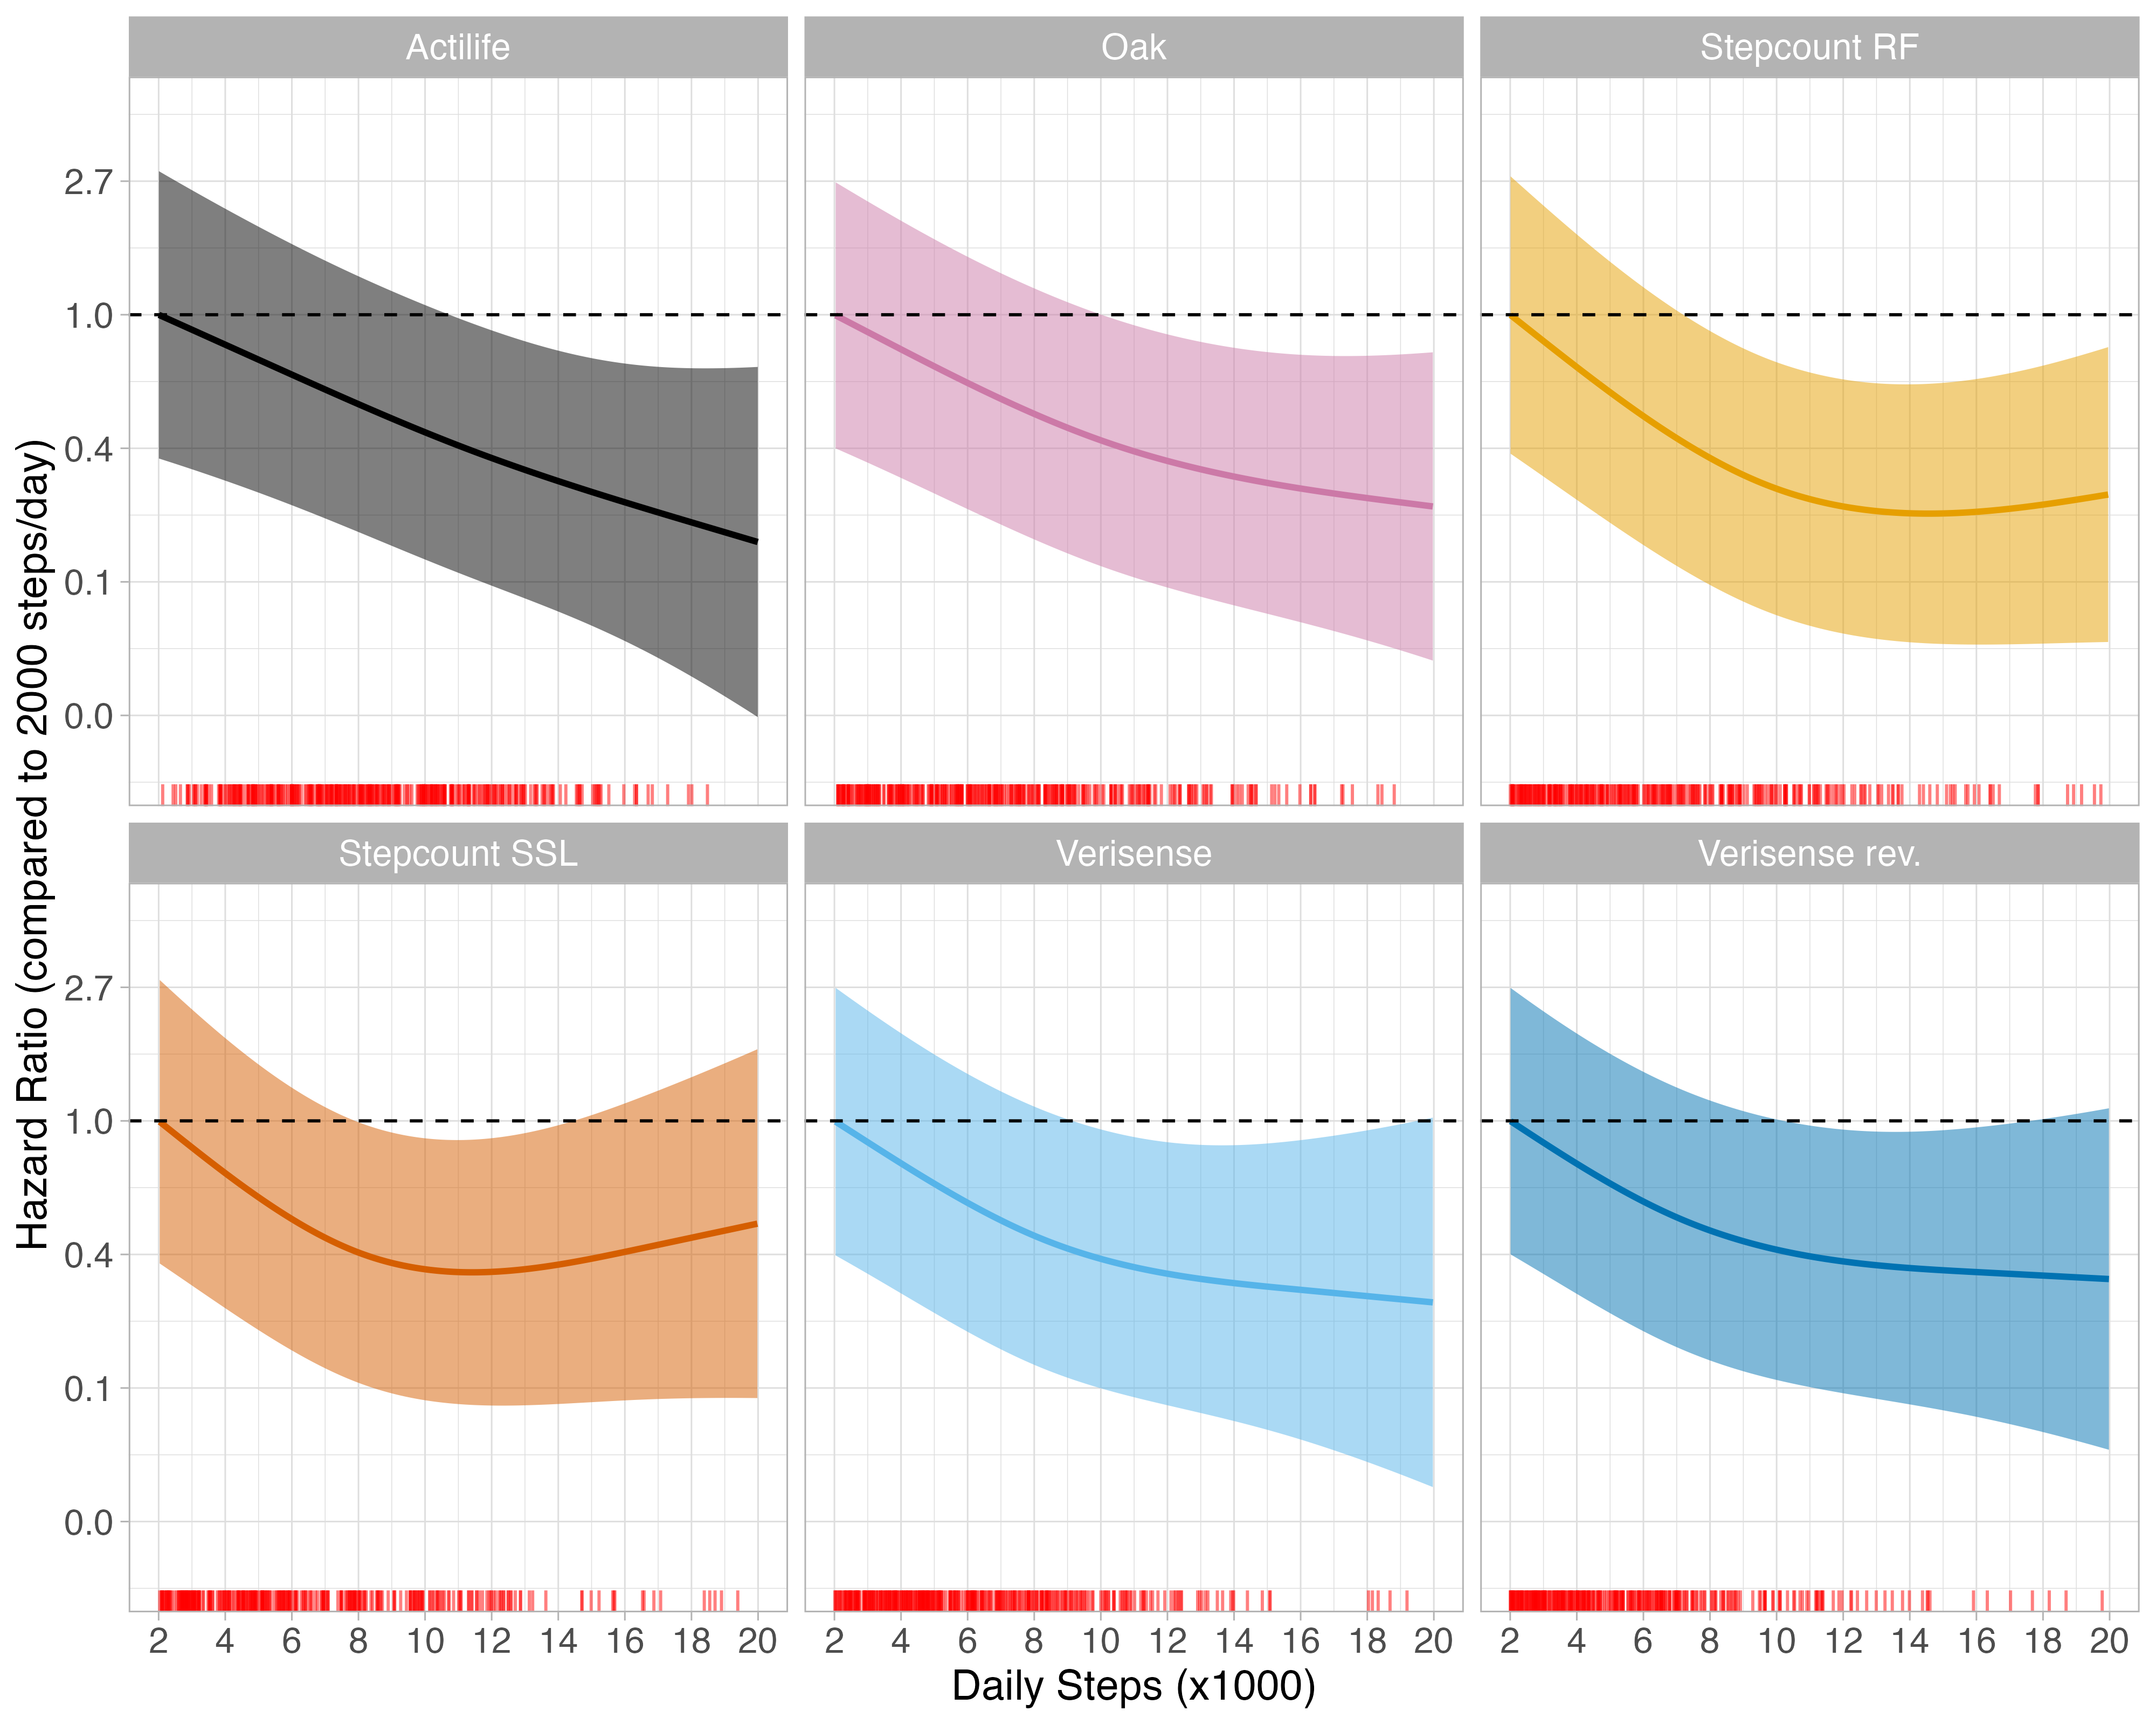 Actilife
Oak
Stepcount RF
2.7
1.0
0.4
0.1
0.0
Stepcount SSL
Verisense
Verisense rev.
2.7
1.0
0.4
0.1
0.0
2 4 6 8 10 12 14 16 18 20
2 4 6 8 10 12 14 16 18 20
2 4 6 8 10 12 14 16 18 20
Daily Steps (x1000)
Hazard Ratio (compared to 2000 steps/day)